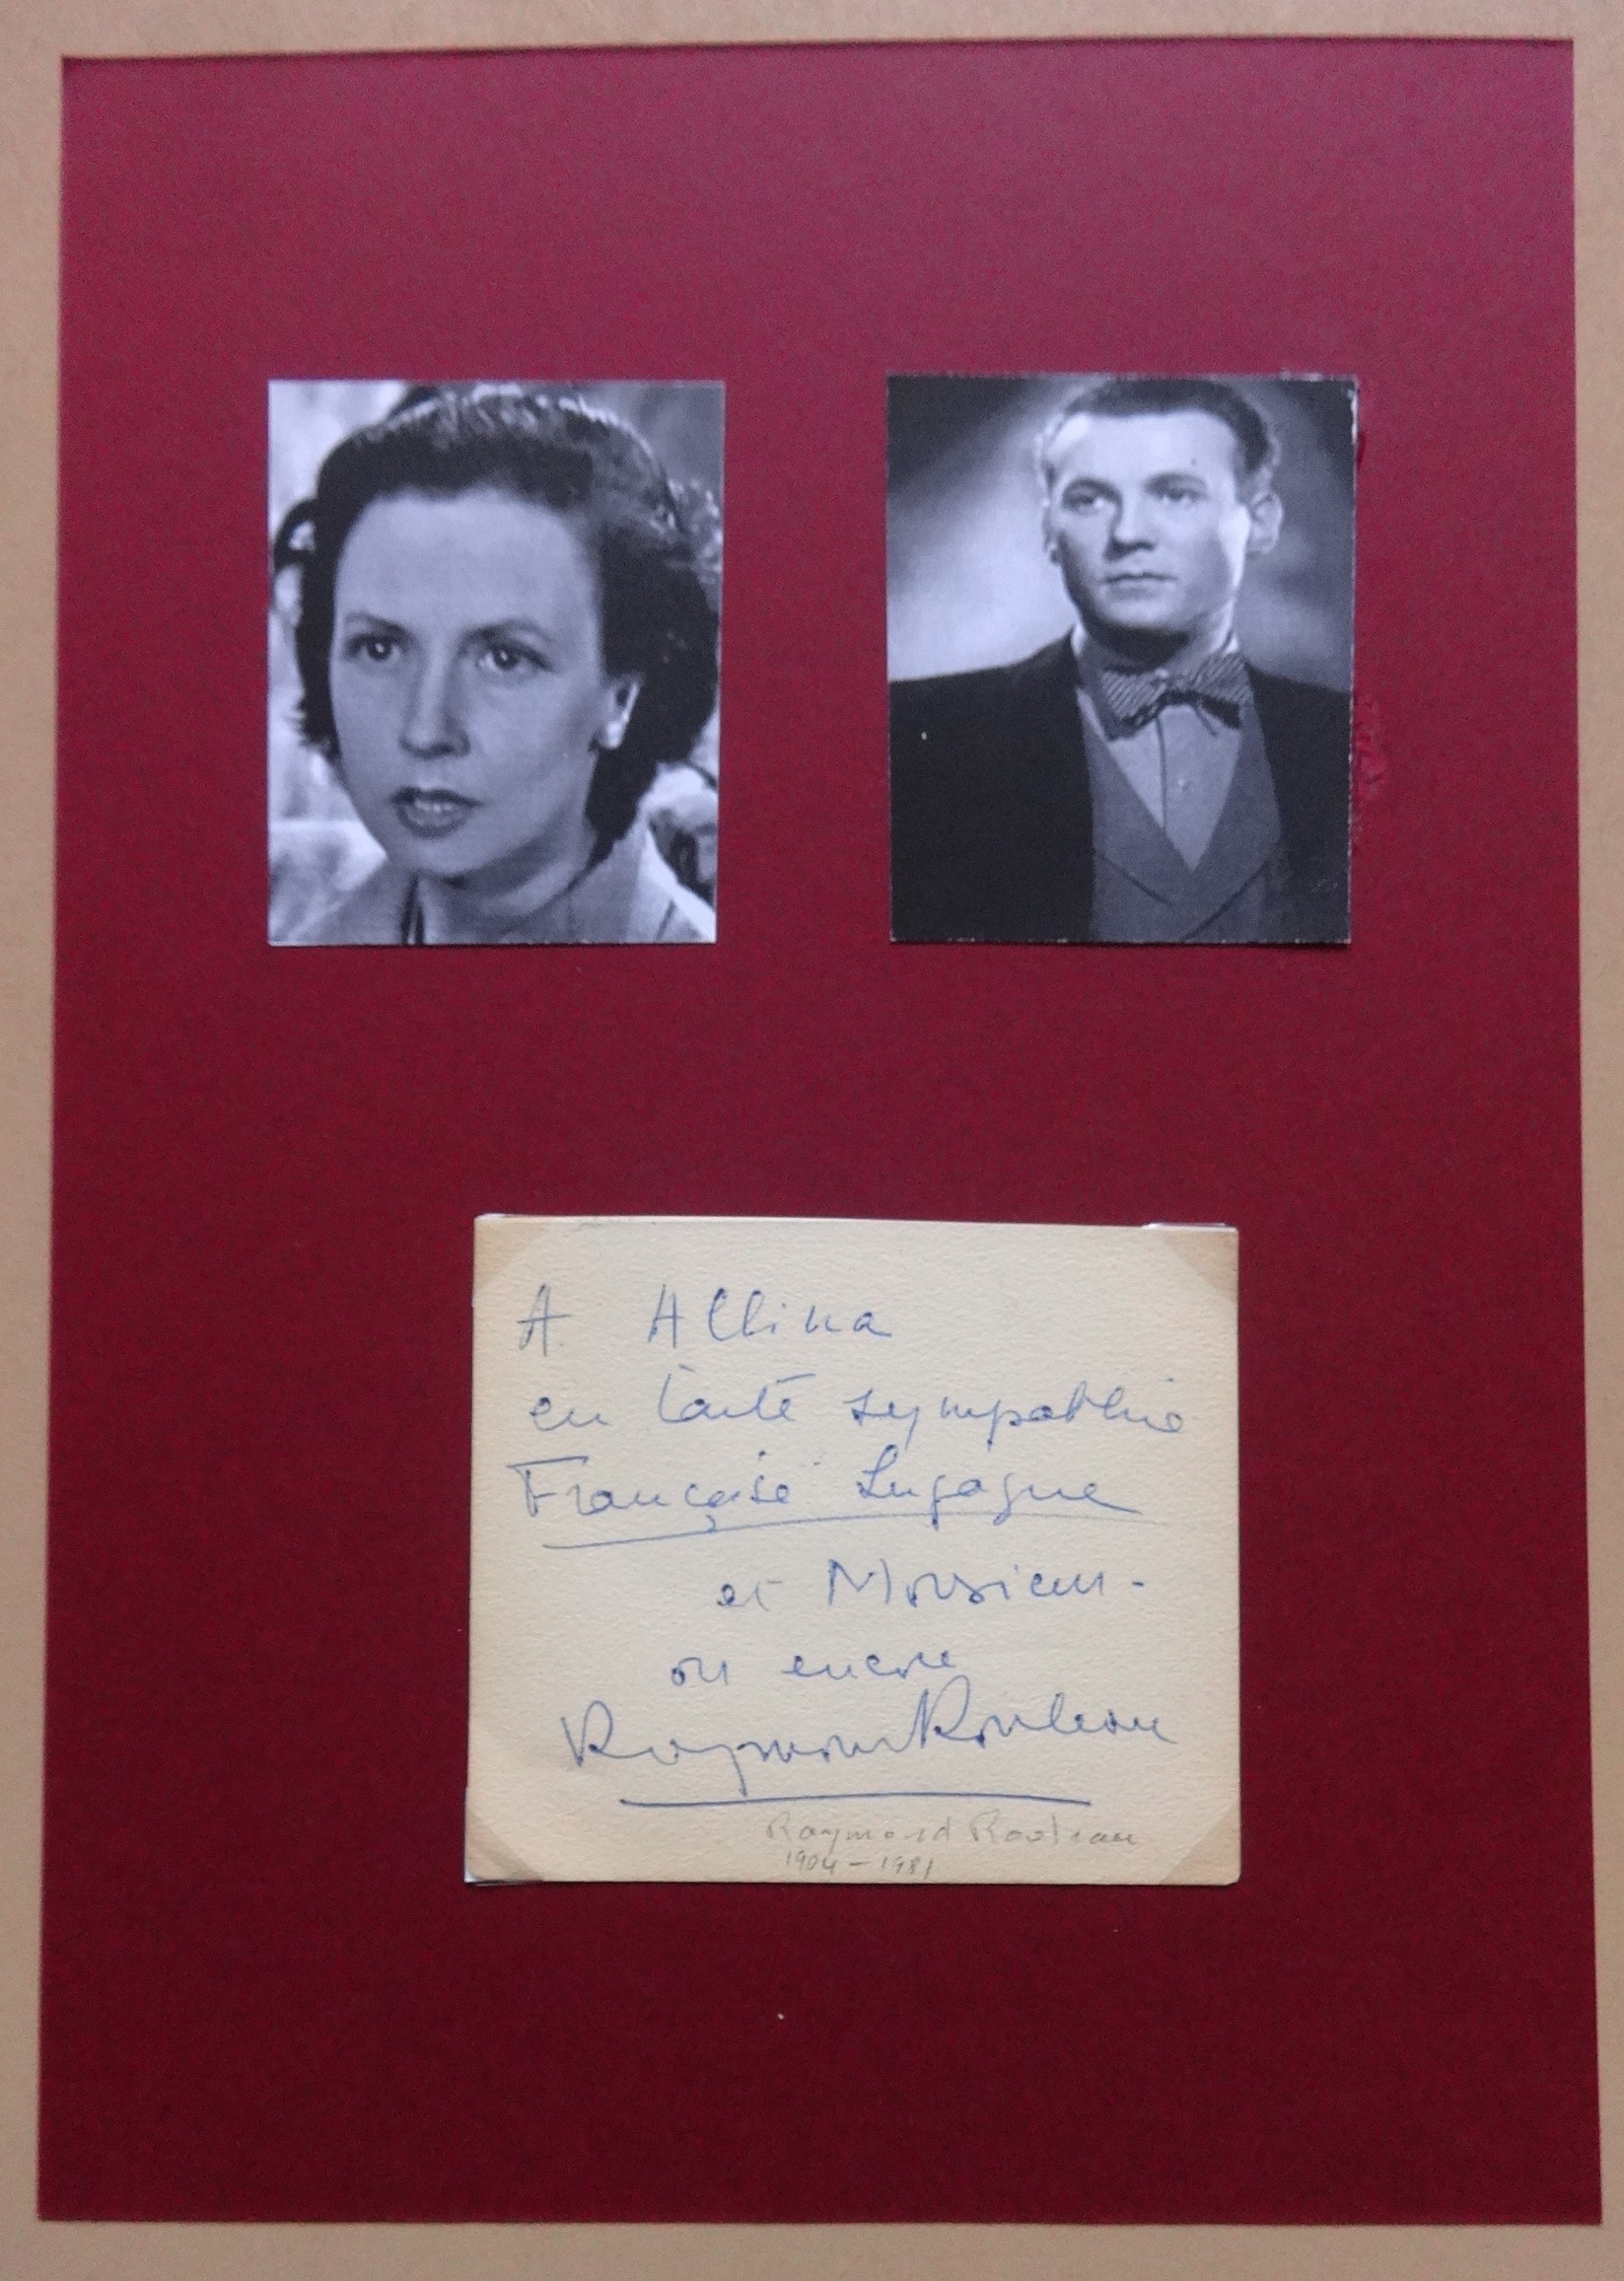 A Allina
en toute sympathie
Françoise Lugagne
et Monsieur -
ou encore
Raymond Rouleau
Raymond Rouleau
1904 - 1981